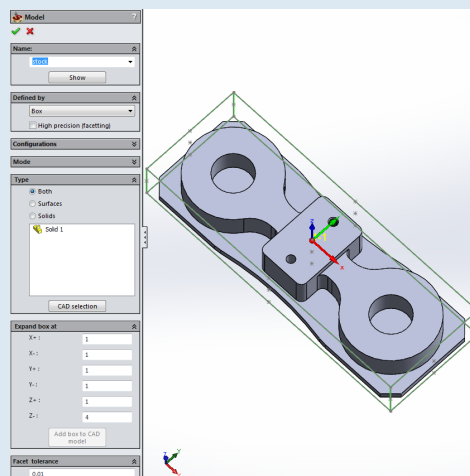 Model
?
Name:
stock
Show
Defined by
Box
High precision (facetting)
Configurations
Mode
Type
Both
Surfaces
Solids
Solid 1
CAD selection
Expand box at
X+ : 1
X- : 1
Y+ : 1
Y- : 1
Z+ : 1
Z- : 4
Add box to CAD
model
Facet tolerance
0.01